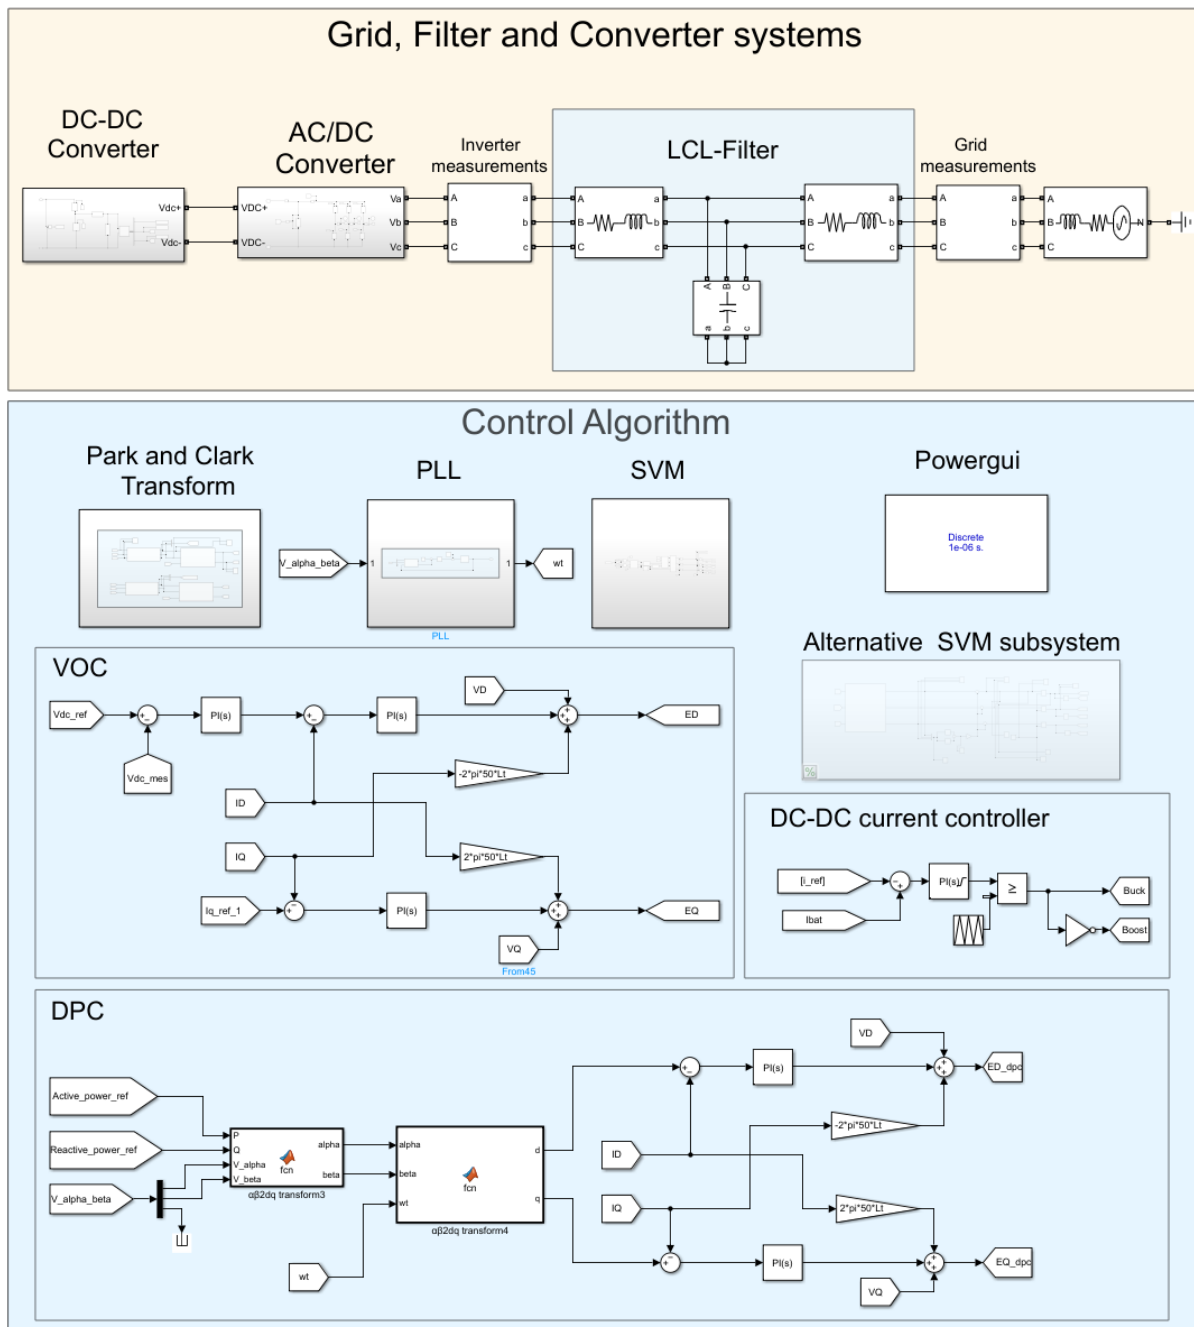 Grid, Filter and Converter systems
DC-DC
Converter
AC/DC
Converter
Inverter
measurements
LCL-Filter
Grid
measurements
Vdc+
Vdc-
VDC+
VDC-
Va
Vb
Vc
A
B
C
a
b
c
A
B
C
a
b
c
A
B
C
a
b
c
A
B
C
a
b
c
A
B
C
N
A
B
C
a
b
c
Control Algorithm
Park and Clark
Transform
PLL
SVM
Powergui
V_alpha_beta
1
1
wt
PLL
Discrete
1e-06 s.
Alternative SVM subsystem
VOC
Vdc_ref
Vdc_mes
PI(s)
PI(s)
VD
ED
-2*pi*50*Lt
ID
IQ
2*pi*50*Lt
Iq_ref_1
PI(s)
EQ
VQ
From45
DC-DC current controller
[i_ref]
Ibat
PI(s)
≥
Buck
Boost
DPC
Active_power_ref
Reactive_power_ref
V_alpha_beta
P
Q
V_alpha
V_beta
fcn
alpha
beta
αβ2dq transform3
wt
alpha
beta
wt
fcn
d
q
αβ2dq transform4
ID
IQ
PI(s)
VD
ED_dpc
-2*pi*50*Lt
2*pi*50*Lt
PI(s)
VQ
EQ_dpc